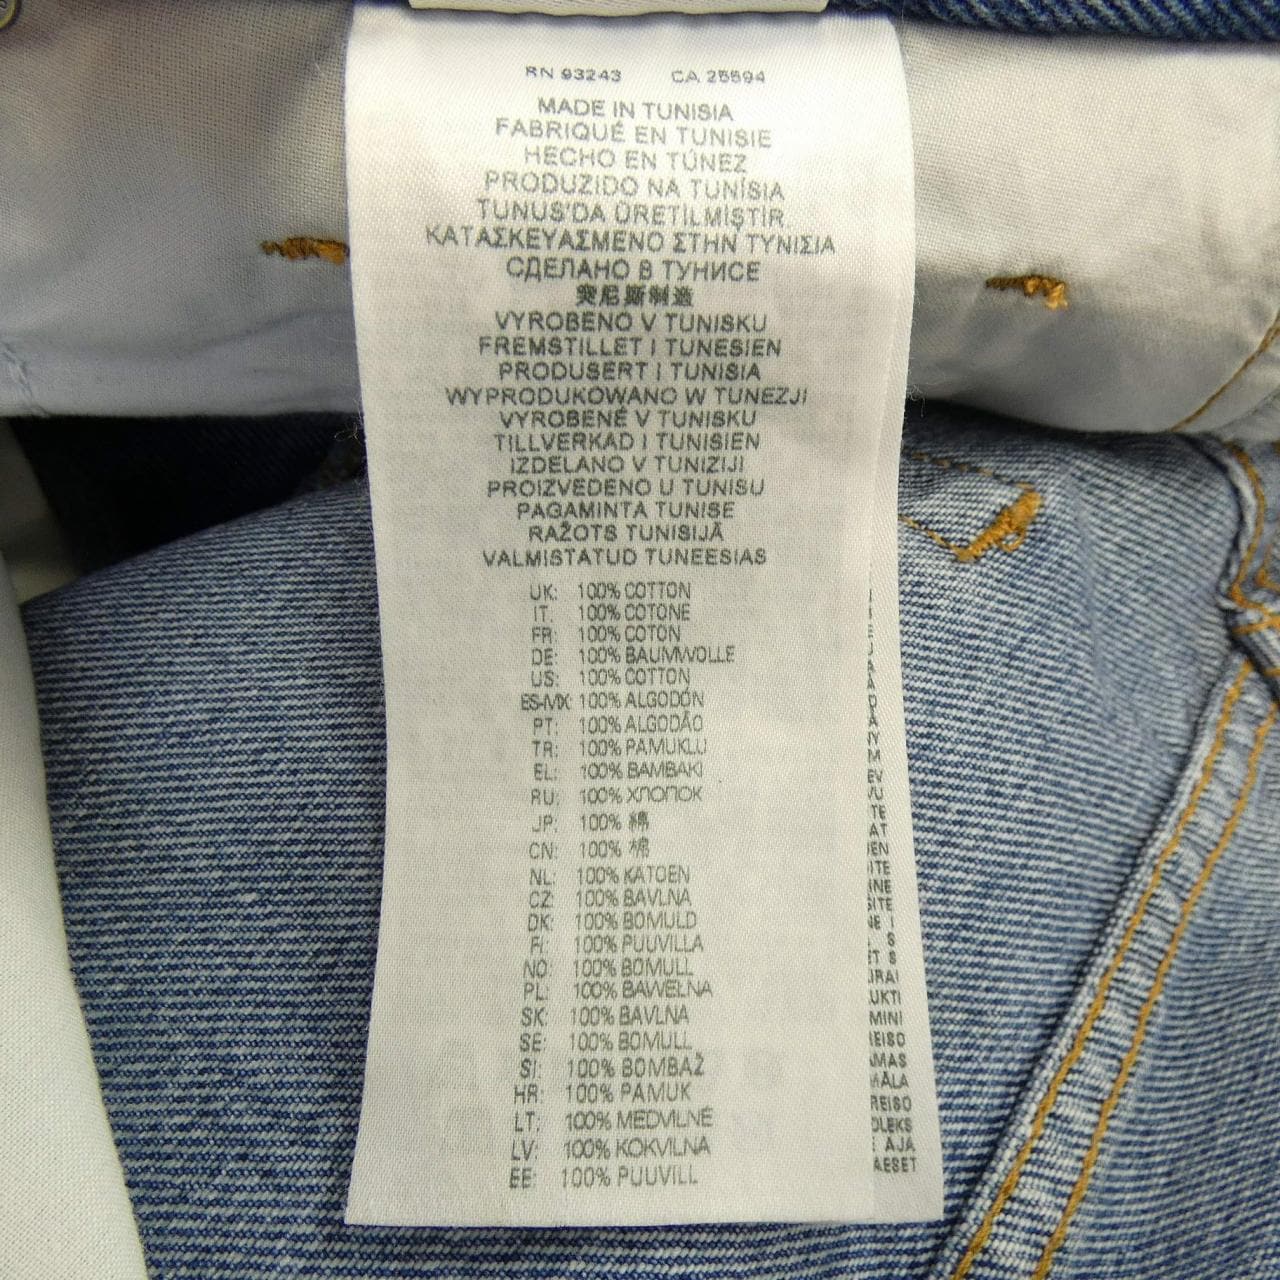 RN 93243 CA 25594
MADE IN TUNISIA
FABRIQUÉ EN TUNISIE
HECHO EN TÚNEZ
PRODUZIDO NA TUNÍSIA
TUNUS'DA ÜRETILMİŞTIR
ΚΑΤΑΣΚΕΥΑΣΜΕΝΟ ΣΤΗΝ ΤΥΝΙΣΙΑ
СДЕЛАНО В ТУНИСЕ
突尼斯制造
VYROBENO V TUNISKU
FREMSTILLET I TUNESIEN
PRODUSERT I TUNISIA
WYPRODUKOWANO W TUNEZJI
VYROBENÉ V TUNISKU
TILLVERKAD I TUNISIEN
IZDELANO V TUNIZIJI
PROIZVEDENO U TUNISU
PAGAMINTA TUNISE
RAŽOTS TUNISIJĀ
VALMISTATUD TUNEESIAS
UK: 100% COTTON
IT: 100% COTONE
FR: 100% COTON
DE: 100% BAUMWOLLE
US: 100% COTTON
ES-MX: 100% ALGODÓN
PT: 100% ALGODÃO
TR: 100% PAMUKLU
EL: 100% ΒΑΜΒΑΚΙ
RU: 100% ХЛОПОК
JP: 100% 綿
CN: 100% 棉
NL: 100% KATOEN
CZ: 100% BAVLNA
DK: 100% BOMULD
FI: 100% PUUVILLA
NO: 100% BOMULL
PL: 100% BAWEŁNA
SK: 100% BAVLNA
SE: 100% BOMULL
SI: 100% BOMBAŽ
HR: 100% PAMUK
LT: 100% MEDVILNĖ
LV: 100% KOKVILNA
EE: 100% PUUVILL